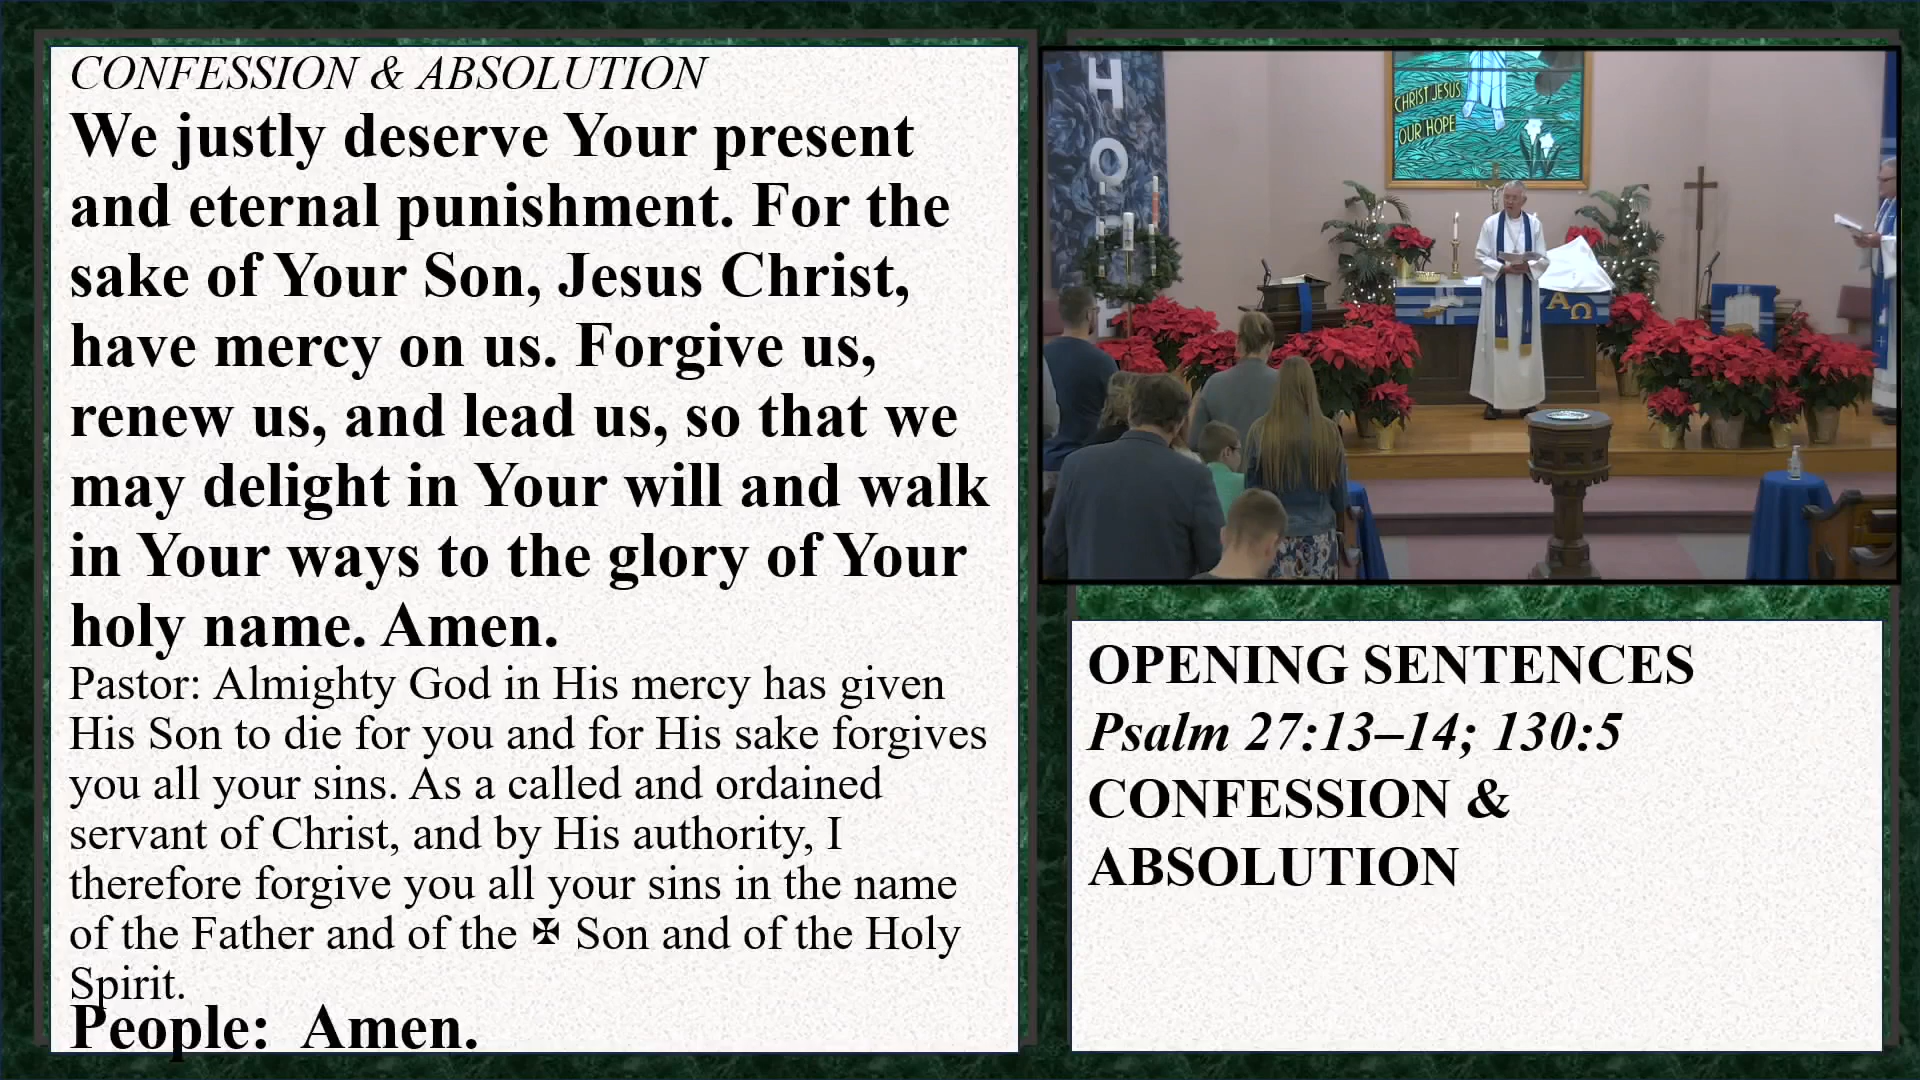 CONFESSION & ABSOLUTION
We justly deserve Your present
and eternal punishment. For the
sake of Your Son, Jesus Christ,
have mercy on us. Forgive us,
renew us, and lead us, so that we
may delight in Your will and walk
in Your ways to the glory of Your
holy name. Amen.
Pastor: Almighty God in His mercy has given
His Son to die for you and for His sake forgives
you all your sins. As a called and ordained
servant of Christ, and by His authority, I
therefore forgive you all your sins in the name
of the Father and of the ✠ Son and of the Holy
Spirit.
People:  Amen.
HOPE
CHRIST JESUS
OUR HOPE
ΑΩ
OPENING SENTENCES
Psalm 27:13–14; 130:5
CONFESSION &
ABSOLUTION